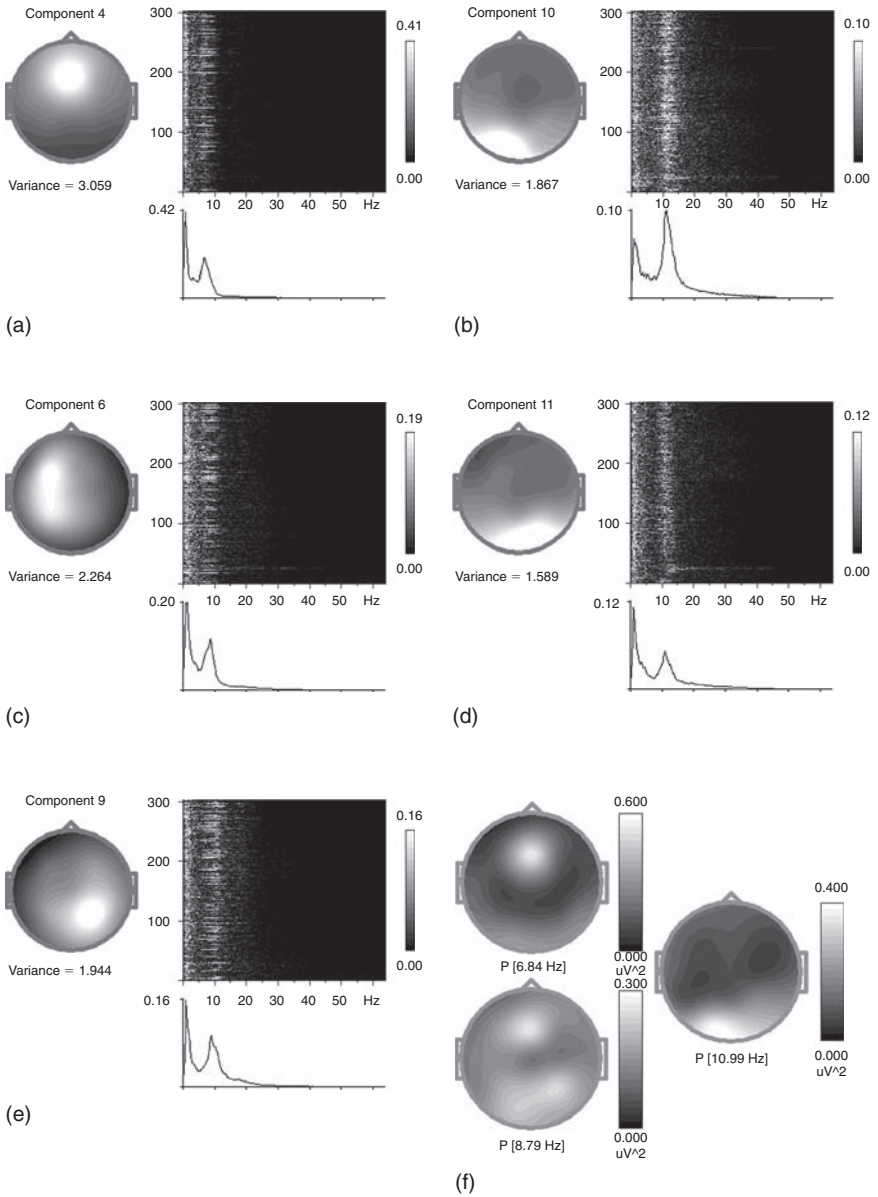 Component 4
300
200
100
0.41
0.00
Variance = 3.059
10 20 30 40 50 Hz
0.42
(a)
Component 10
300
200
100
0.10
0.00
Variance = 1.867
10 20 30 40 50 Hz
0.10
(b)
Component 6
300
200
100
0.19
0.00
Variance = 2.264
10 20 30 40 50 Hz
0.20
(c)
Component 11
300
200
100
0.12
0.00
Variance = 1.589
10 20 30 40 50 Hz
0.12
(d)
Component 9
300
200
100
0.16
0.00
Variance = 1.944
10 20 30 40 50 Hz
0.16
(e)
0.600
0.000
uV^2
P [6.84 Hz]
0.300
0.000
uV^2
P [8.79 Hz]
0.400
0.000
uV^2
P [10.99 Hz]
(f)